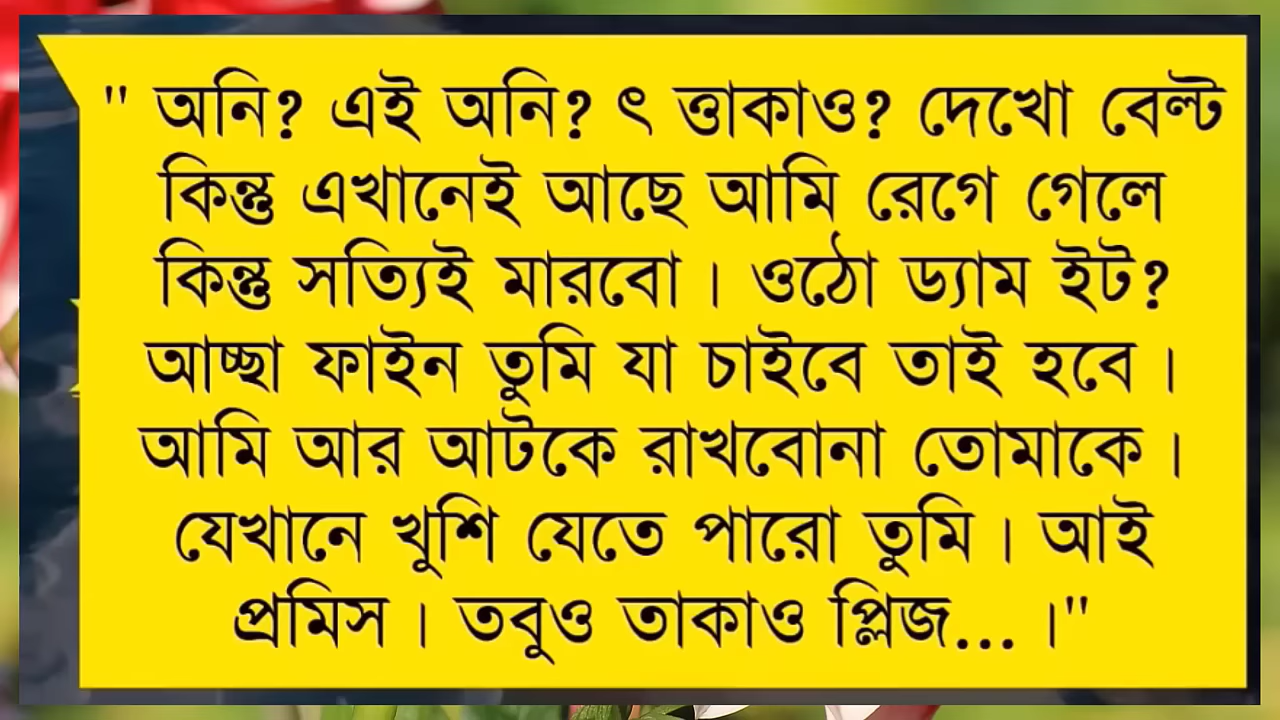 " অনি? এই অনি? ৎ ত্তাকাও? দেখো বেল্ট
কিন্তু এখানেই আছে আমি রেগে গেলে
কিন্তু সত্যিই মারবো । ওঠো ড্যাম ইট?
আচ্ছা ফাইন তুমি যা চাইবে তাই হবে ।
আমি আর আটকে রাখবোনা তোমাকে ।
যেখানে খুশি যেতে পারো তুমি । আই
প্রমিস । তবুও তাকাও প্লিজ... ।"